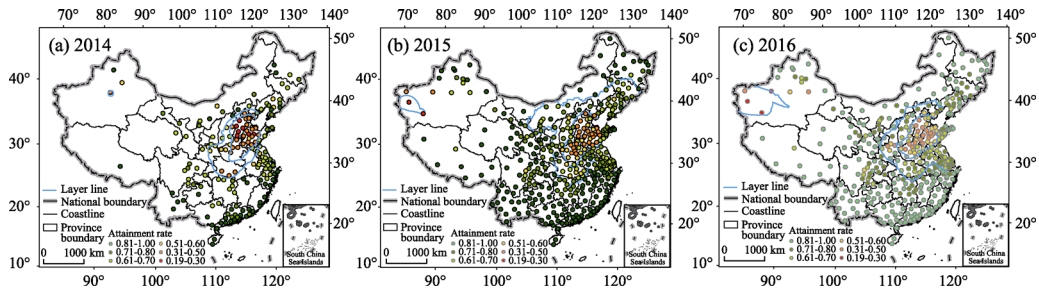 70° 80° 90° 100° 110° 120° 130° 140°
(a) 2014
50°
40°
40°
30°
30°
20°
20°
10°
Layer line
National boundary
Coastline
Province boundary
Attainment rate
0.81-1.00 0.51-0.60
0.71-0.80 0.31-0.50
0.61-0.70 0.19-0.30
0 1000 km
South China
Sea Islands
90° 100° 110° 120°
70° 80° 90° 100° 110° 120° 130° 140°
(b) 2015
50°
40°
40°
30°
30°
20°
20°
10°
Layer line
National boundary
Coastline
Province boundary
Attainment rate
0.81-1.00 0.51-0.60
0.71-0.80 0.31-0.50
0.61-0.70 0.19-0.30
0 1000 km
South China
Sea Islands
90° 100° 110° 120°
70° 80° 90° 100° 110° 120° 130° 140°
(c) 2016
50°
40°
40°
30°
30°
20°
20°
10°
Layer line
National boundary
Coastline
Province boundary
Attainment rate
0.81-1.00 0.51-0.60
0.71-0.80 0.31-0.50
0.61-0.70 0.19-0.30
0 1000 km
South China
Sea Islands
90° 100° 110° 120°